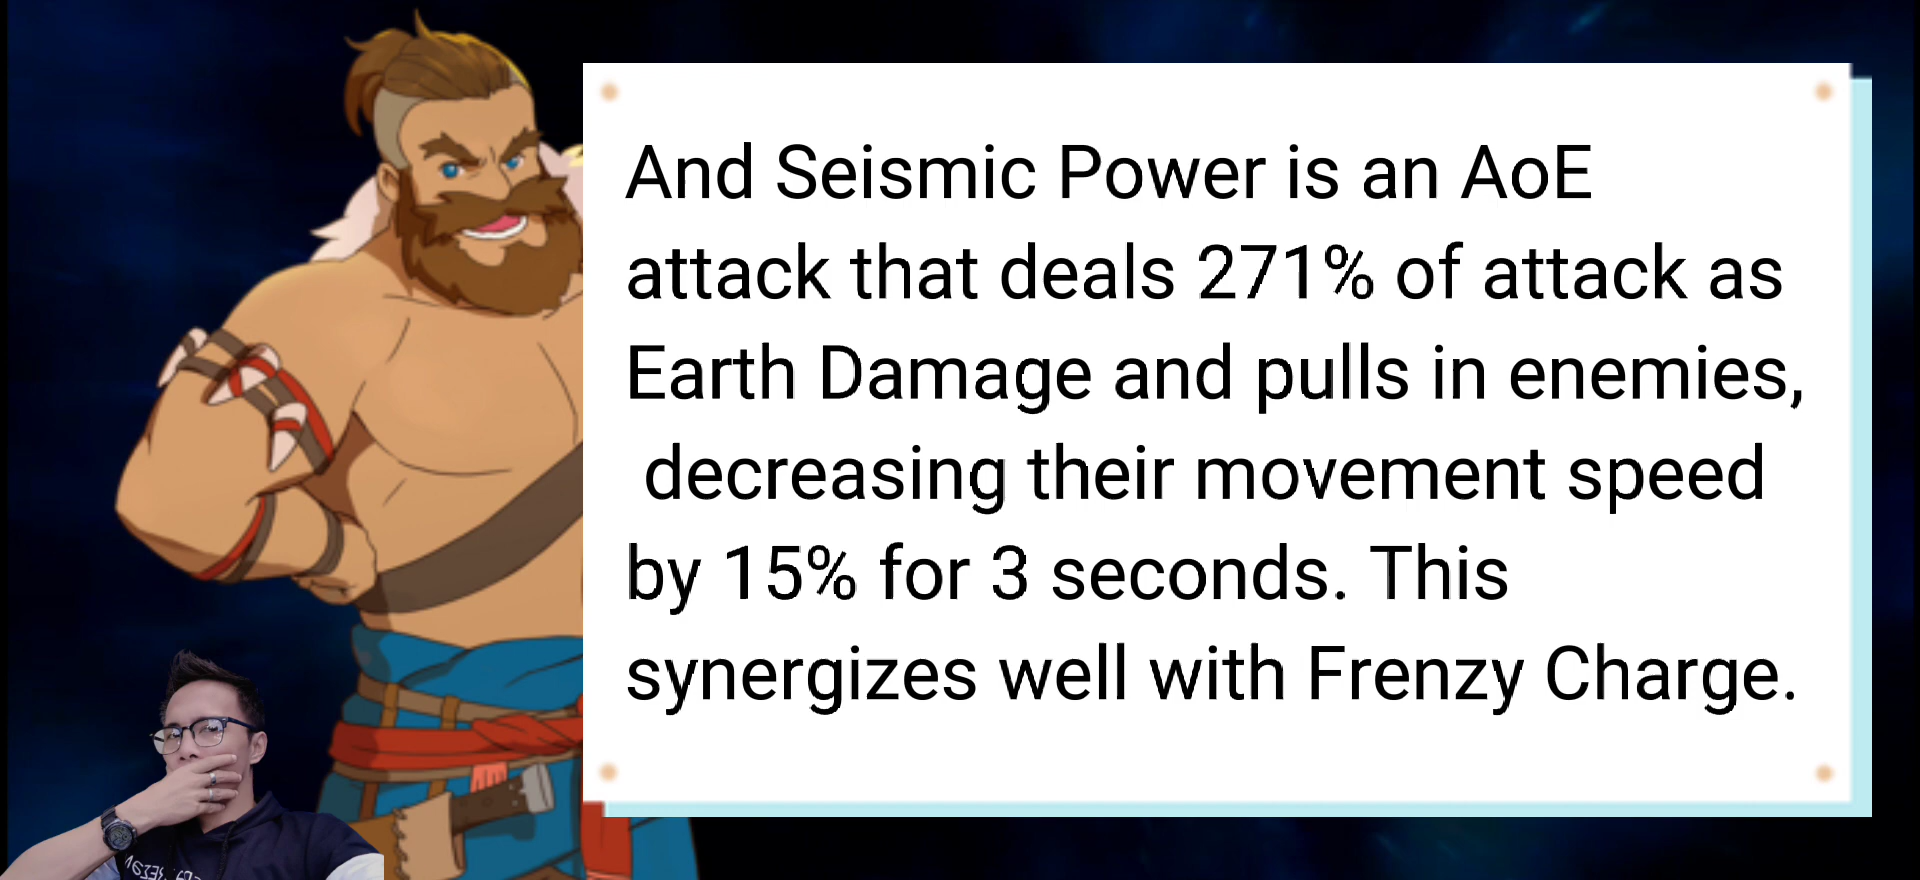 And Seismic Power is an AoE
attack that deals 271% of attack as
Earth Damage and pulls in enemies,
decreasing their movement speed
by 15% for 3 seconds. This
synergizes well with Frenzy Charge.